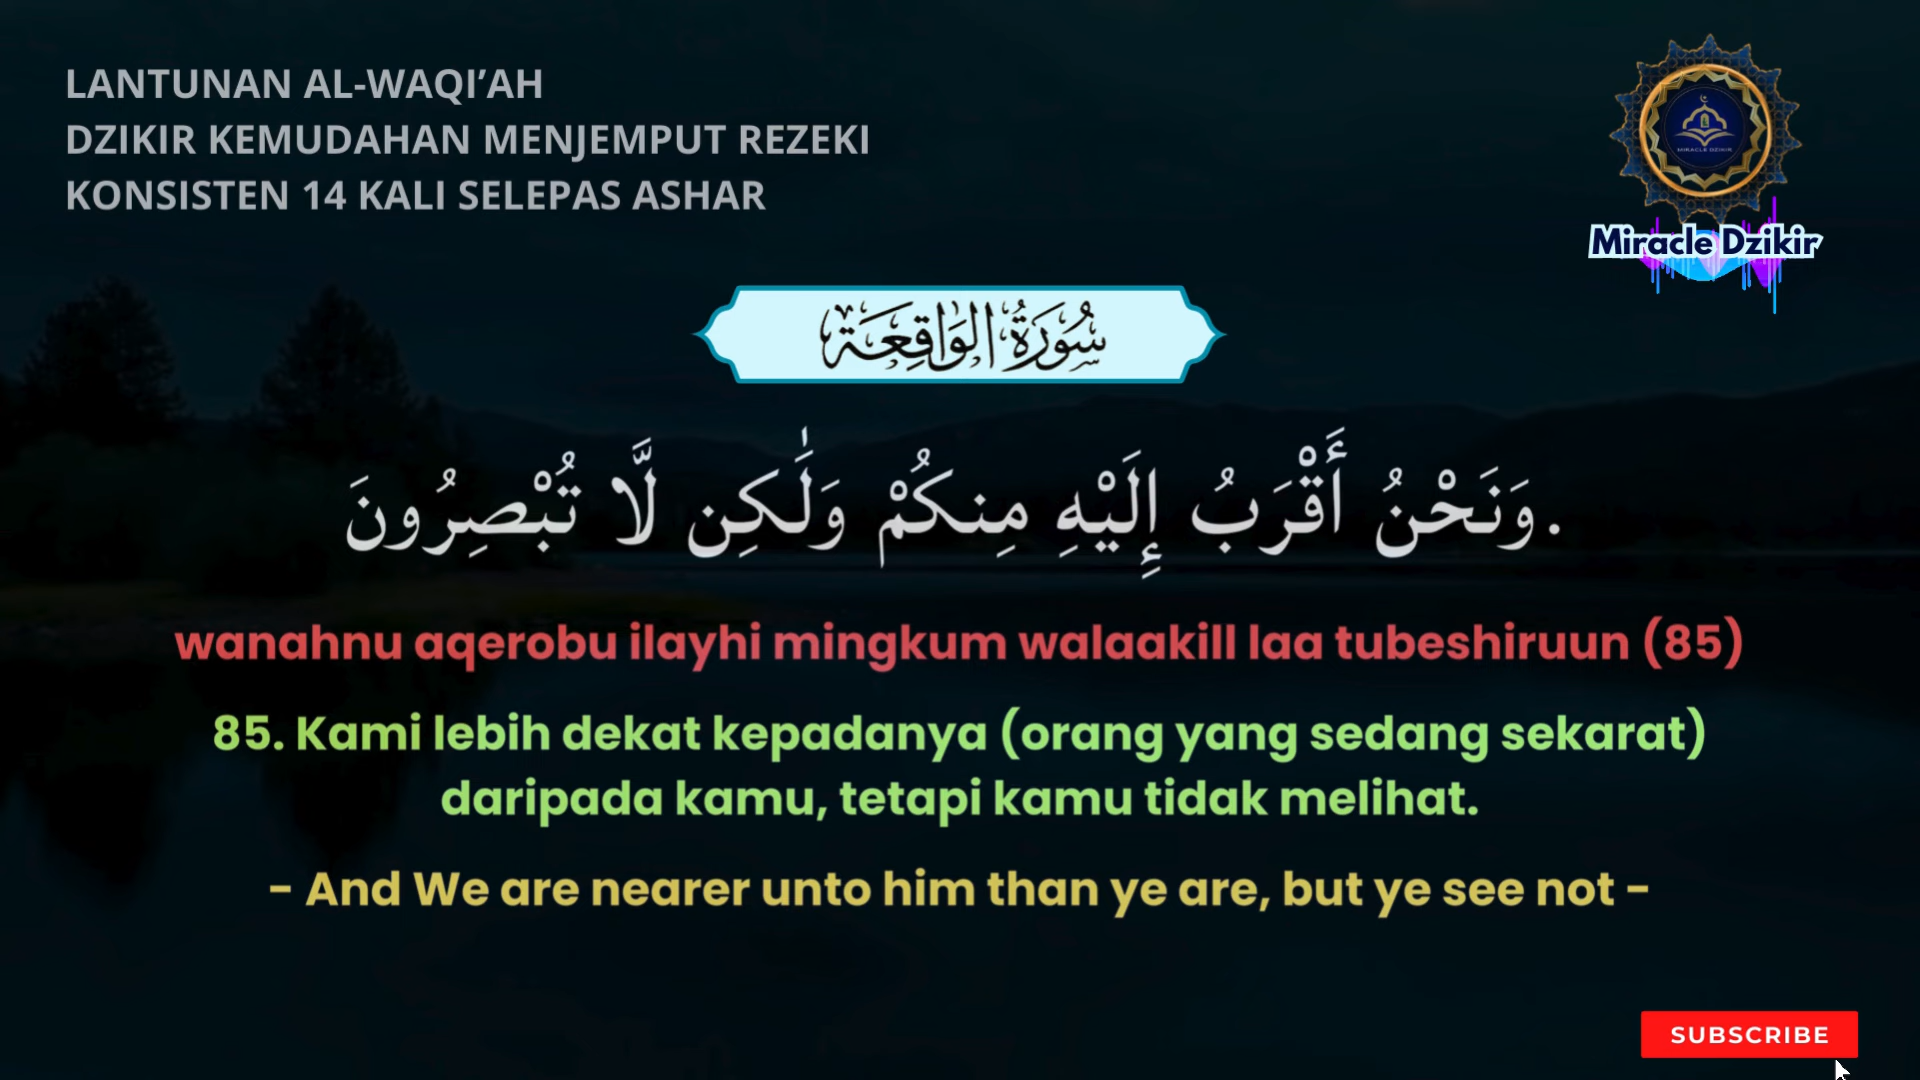 LANTUNAN AL-WAQI’AH
DZIKIR KEMUDAHAN MENJEMPUT REZEKI
KONSISTEN 14 KALI SELEPAS ASHAR
MIRACLE DZIKIR
Miracle Dzikir
سُورَةُ الوَاقِعَة
.وَنَحْنُ أَقْرَبُ إِلَيْهِ مِنكُمْ وَلَٰكِن لَّا تُبْصِرُونَ
wanahnu aqerobu ilayhi mingkum walaakill laa tubeshiruun (85)
85. Kami lebih dekat kepadanya (orang yang sedang sekarat)
daripada kamu, tetapi kamu tidak melihat.
- And We are nearer unto him than ye are, but ye see not -
SUBSCRIBE